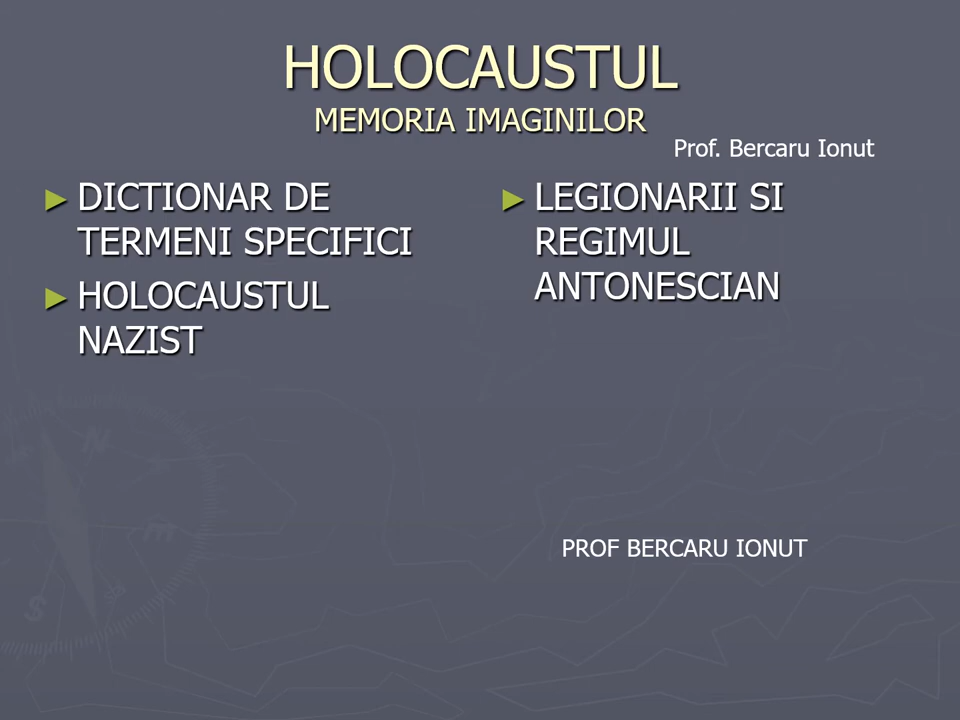 HOLOCAUSTUL
MEMORIA IMAGINILOR
Prof. Bercaru Ionut
► DICTIONAR DE
TERMENI SPECIFICI
► HOLOCAUSTUL
NAZIST
► LEGIONARII SI
REGIMUL
ANTONESCIAN
PROF BERCARU IONUT
N
E
S